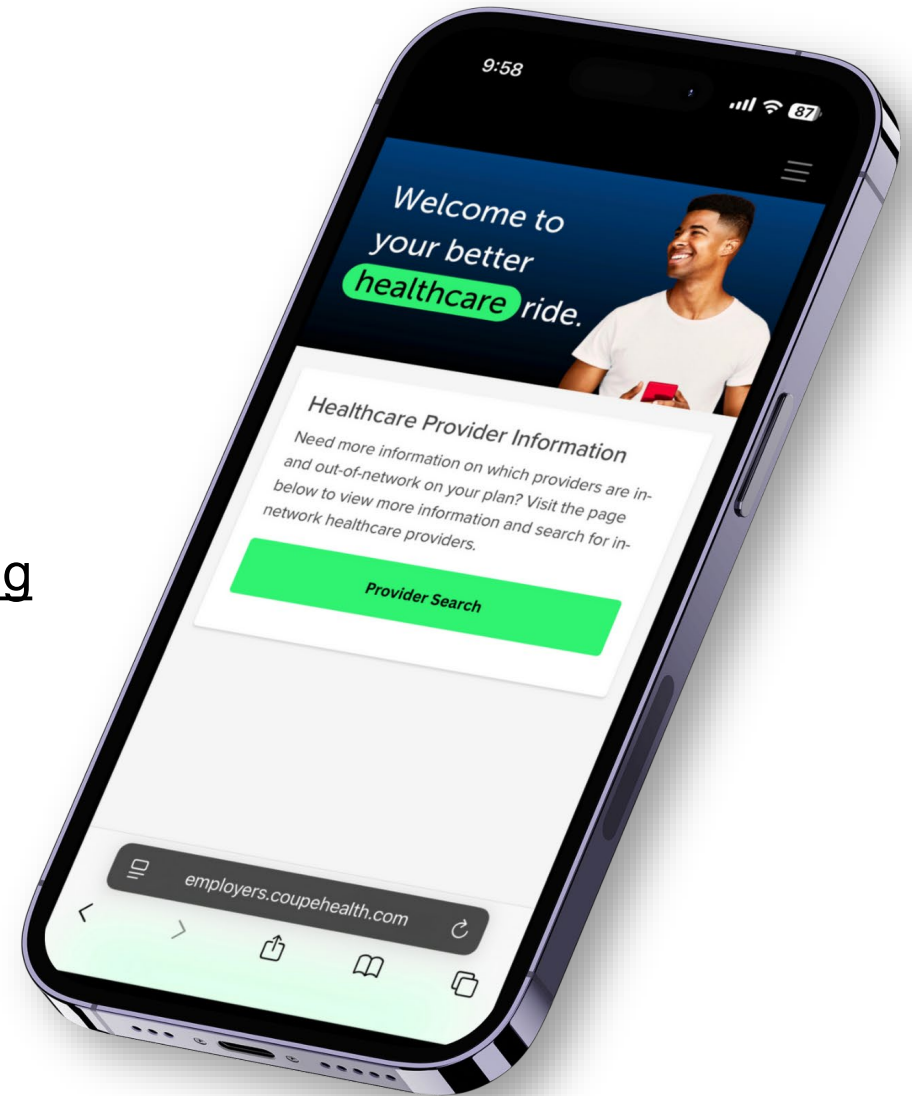 9:58
87
Welcome to
your better
healthcare ride.
Healthcare Provider Information
Need more information on which providers are in-
and out-of-network on your plan? Visit the page
below to view more information and search for in-
network healthcare providers.
g
Provider Search
employers.coupehealth.com